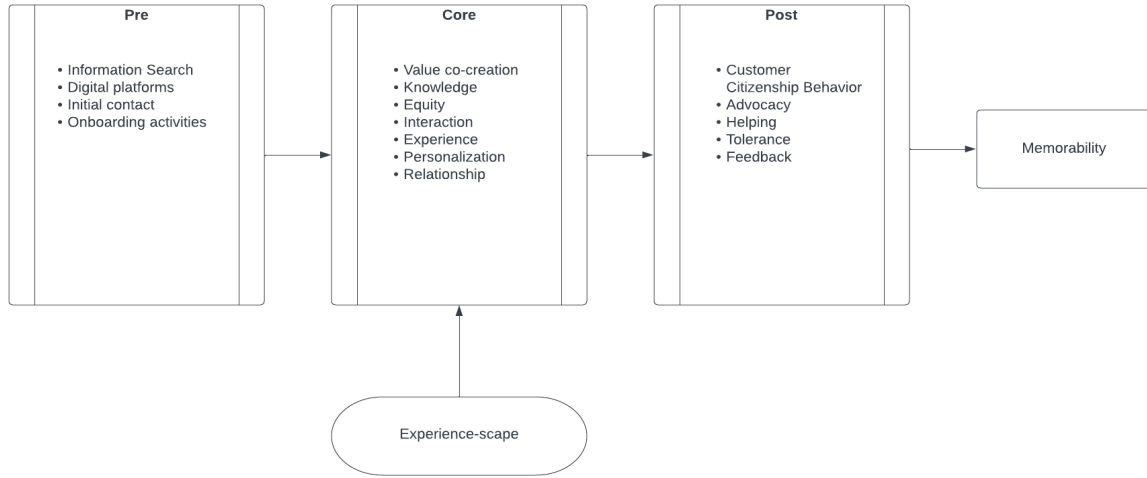 Pre
• Information Search
• Digital platforms
• Initial contact
• Onboarding activities
Core
• Value co-creation
• Knowledge
• Equity
• Interaction
• Experience
• Personalization
• Relationship
Post
• Customer
Citizenship Behavior
• Advocacy
• Helping
• Tolerance
• Feedback
Memorability
Experience-scape